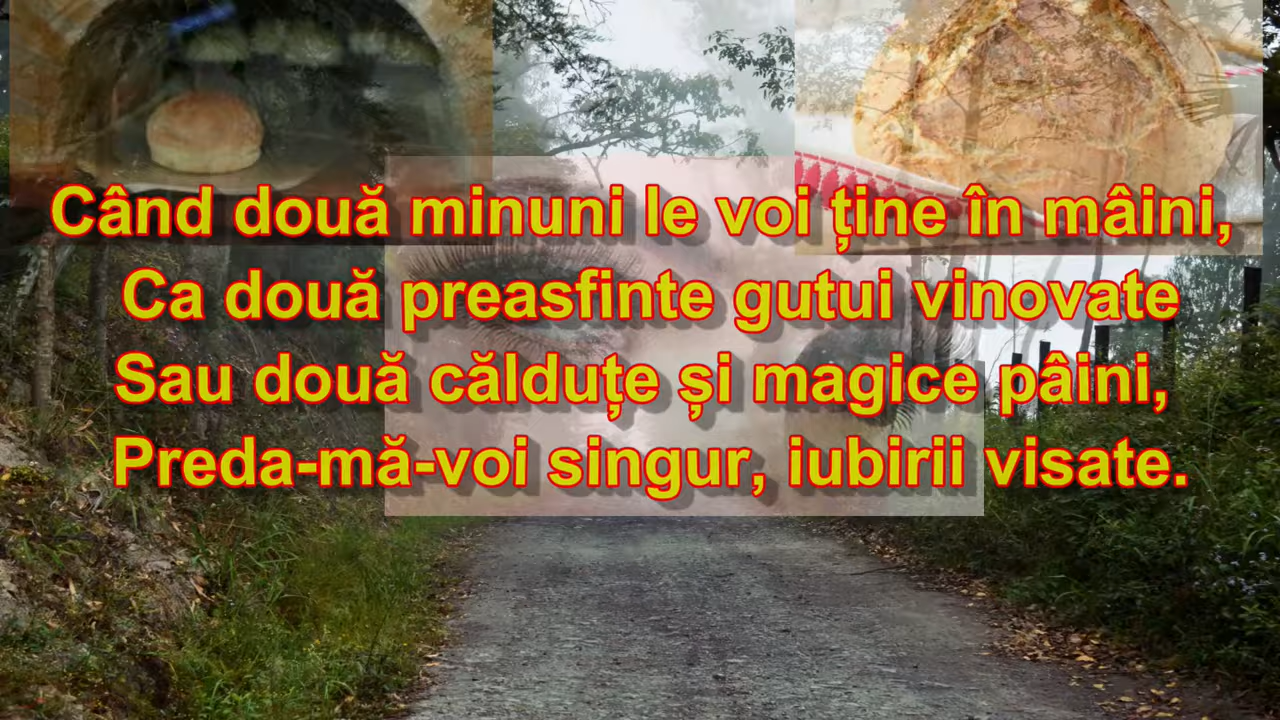 Când două minuni le voi ține în mâini,
Ca două preasfinte gutui vinovate
Sau două călduțe și magice pâini,
Preda-mă-voi singur, iubirii visate.